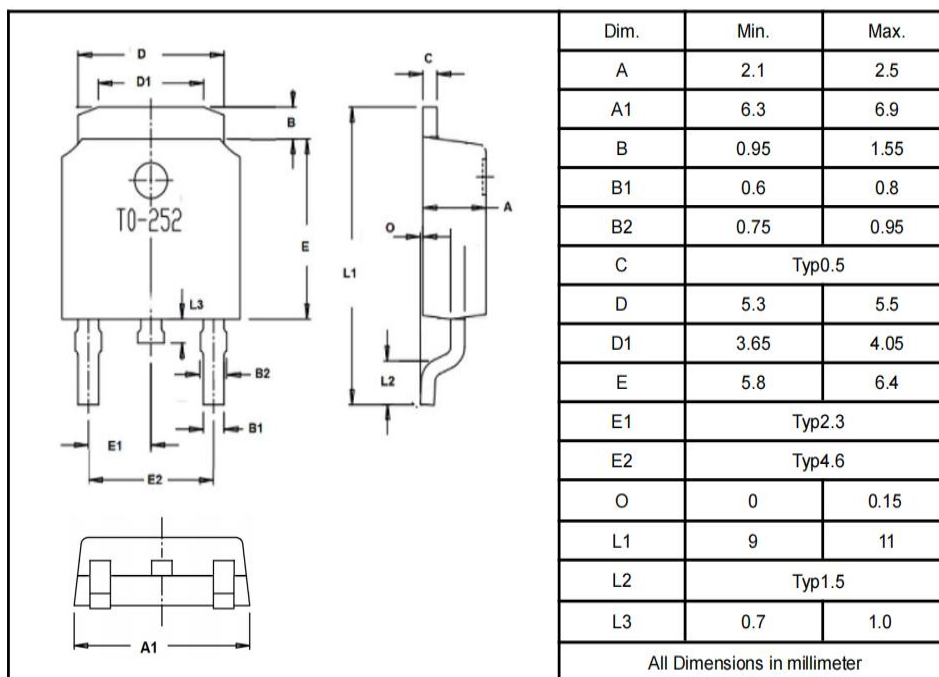 D
D1
B
TO-252
E
L3
B2
B1
E1
E2
A1
C
A
O
L1
L2
Dim. Min. Max.
A 2.1 2.5
A1 6.3 6.9
B 0.95 1.55
B1 0.6 0.8
B2 0.75 0.95
C Typ0.5
D 5.3 5.5
D1 3.65 4.05
E 5.8 6.4
E1 Typ2.3
E2 Typ4.6
O 0 0.15
L1 9 11
L2 Typ1.5
L3 0.7 1.0
All Dimensions in millimeter